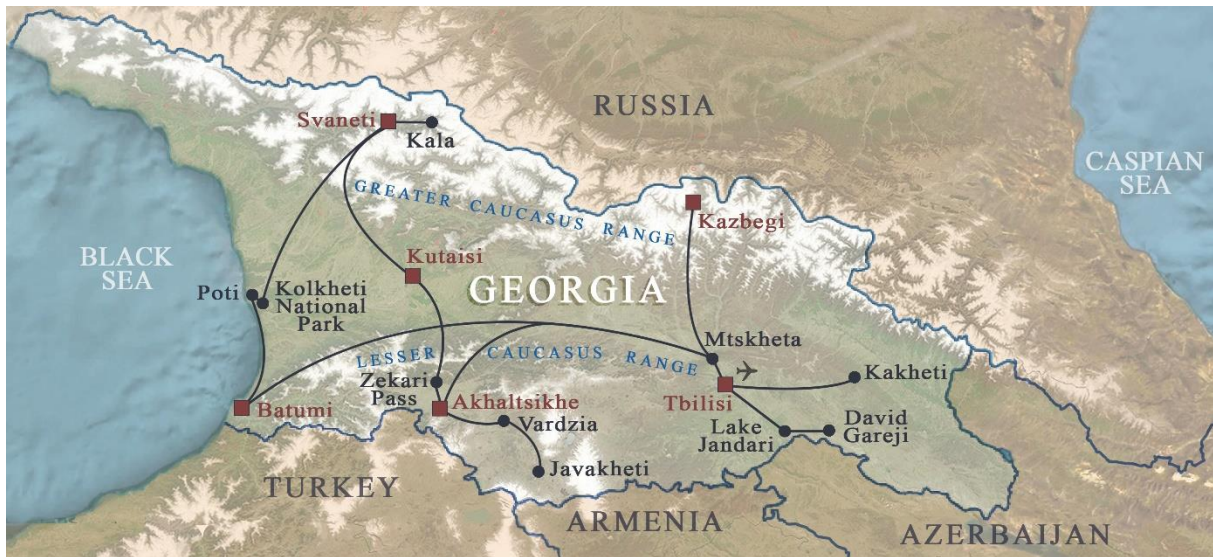 RUSSIA
Svaneti
Kala
CASPIAN
SEA
GREATER CAUCASUS RANGE
Kazbegi
BLACK
SEA
Kutaisi
GEORGIA
Poti
Kolkheti
National
Park
Mtskheta
LESSER CAUCASUS RANGE
Zekari
Pass
Kakheti
Batumi
Akhaltsikhe
Tbilisi
Vardzia
Lake
Jandari
David
Gareji
Javakheti
TURKEY
ARMENIA
AZERBAIJAN